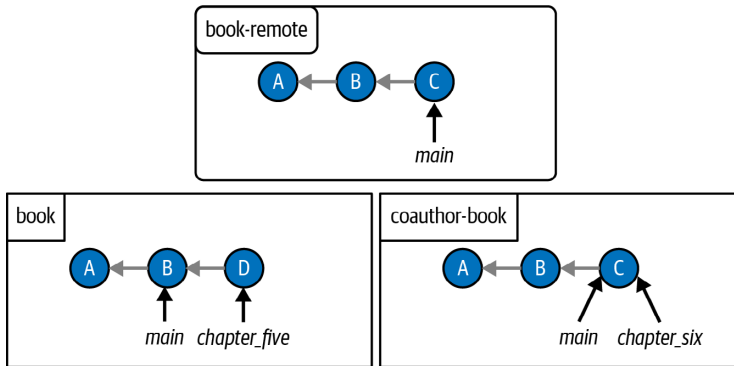 book-remote
A B C
main
book
A B D
main chapter_five
coauthor-book
A B C
main chapter_six